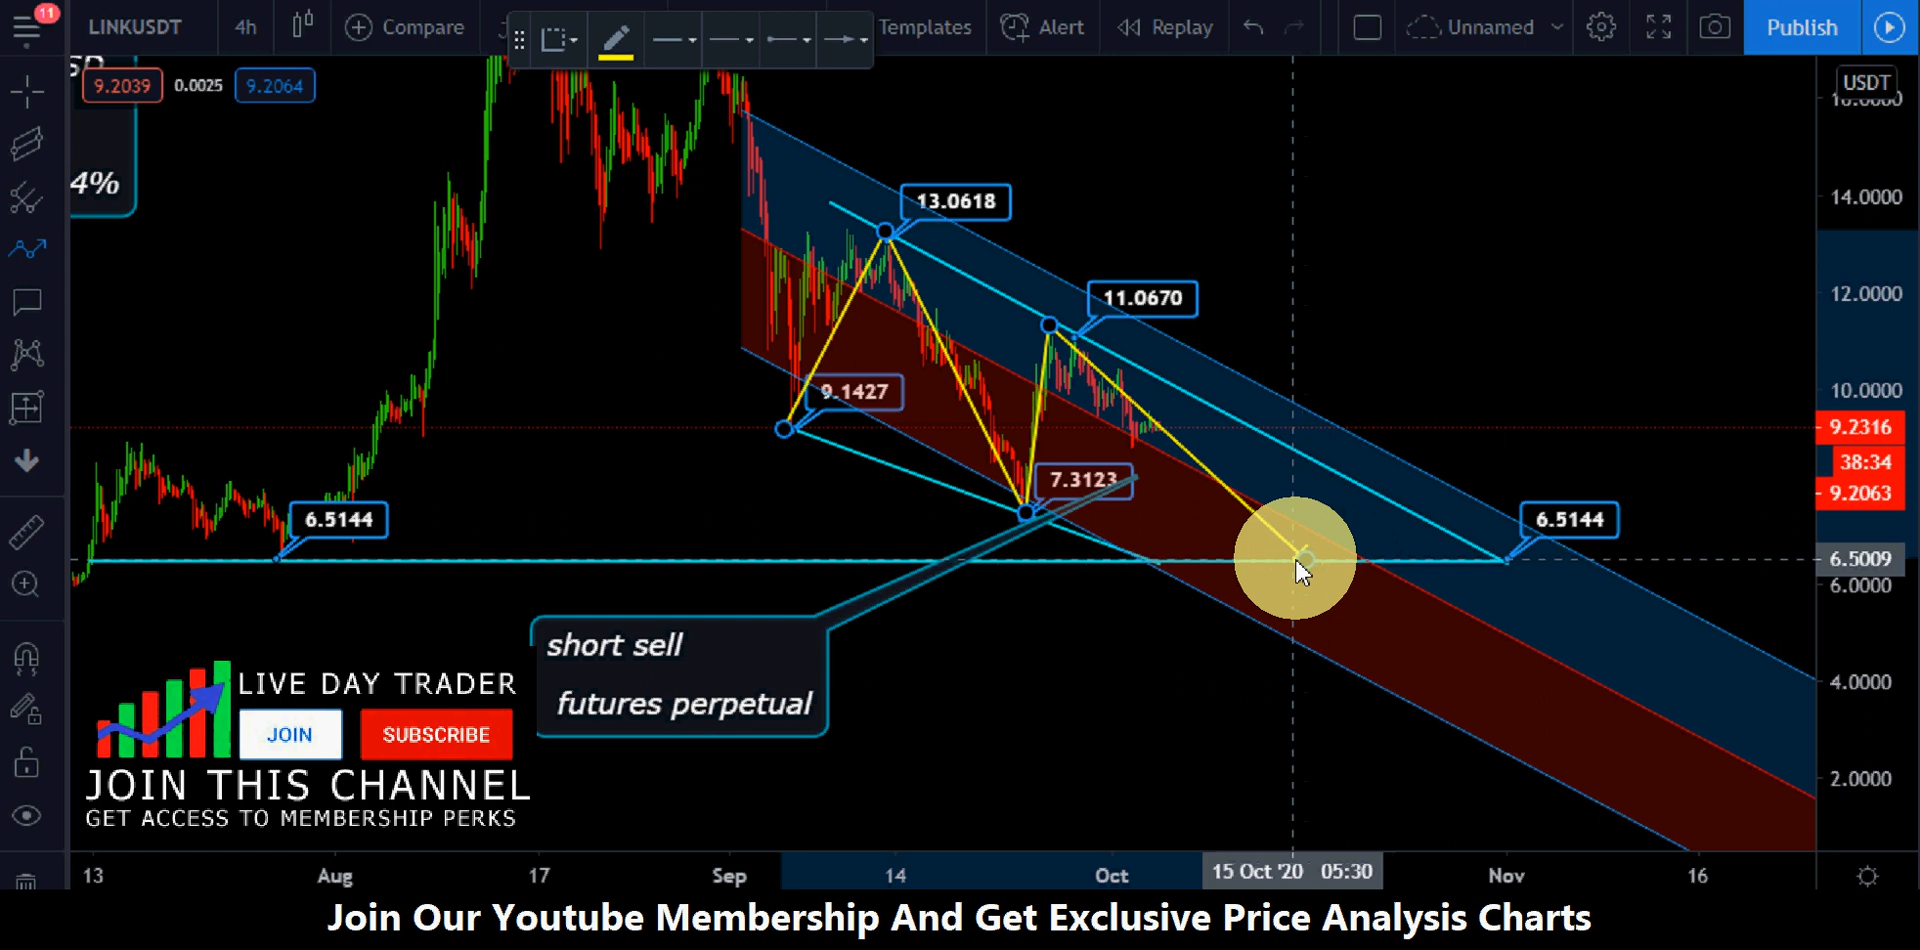 11
LINKUSDT
4h
Compare
Templates
Alert
Replay
Unnamed
Publish
9.2039
0.0025
9.2064
4%
USDT
14.0000
12.0000
10.0000
9.2316
38:34
9.2063
6.5009
6.0000
4.0000
2.0000
13.0618
11.0670
9.1427
7.3123
6.5144
6.5144
short sell
futures perpetual
LIVE DAY TRADER
JOIN
SUBSCRIBE
JOIN THIS CHANNEL
GET ACCESS TO MEMBERSHIP PERKS
13
Aug
17
Sep
14
Oct
15 Oct '20 05:30
Nov
16
Join Our Youtube Membership And Get Exclusive Price Analysis Charts